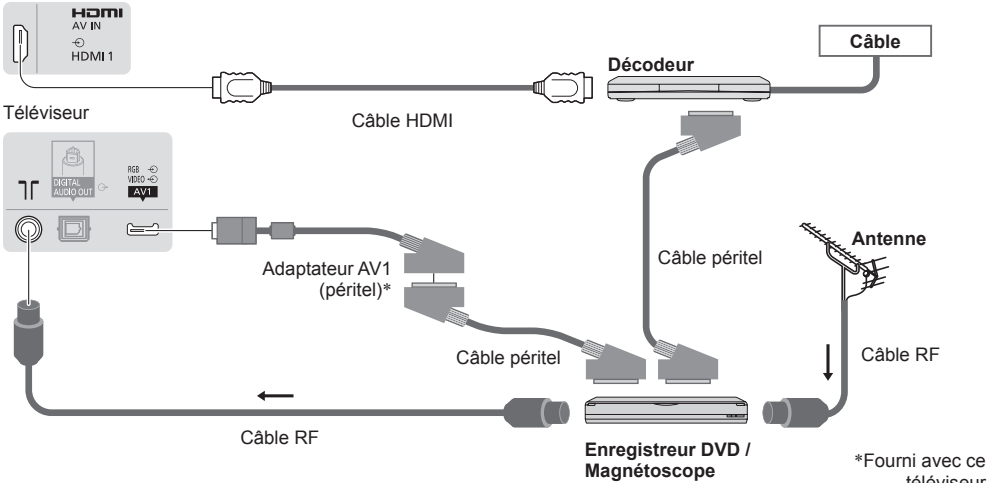 HDMI
AV IN
HDMI 1
Câble
Décodeur
Câble HDMI
Téléviseur
DIGITAL
AUDIO OUT
RGB
VIDEO
AV1
Adaptateur AV1
(péritel)*
Câble péritel
Câble péritel
Antenne
Câble RF
Câble RF
Enregistreur DVD /
Magnétoscope
*Fourni avec ce
téléviseur